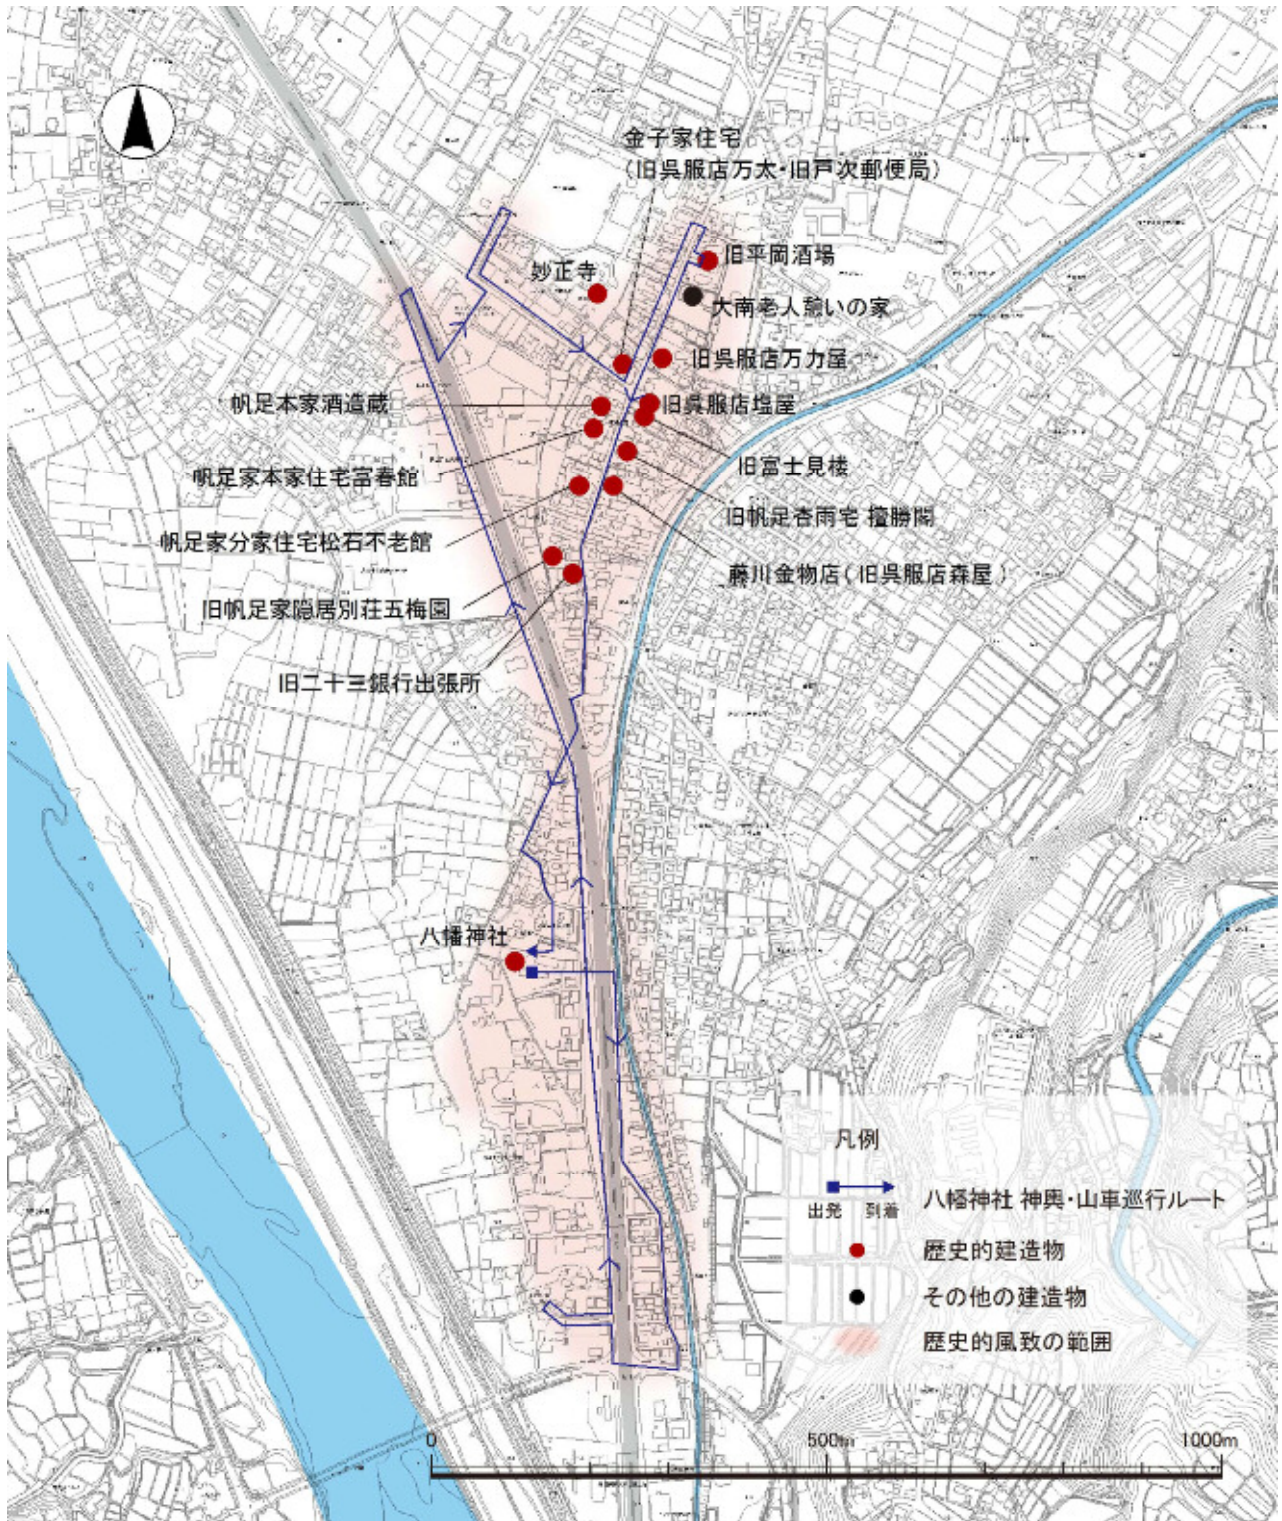 金子家住宅
（旧呉服店万太・旧戸次郵便局）
旧平岡酒場
妙正寺
大南老人憩いの家
旧呉服店万力屋
帆足本家酒造蔵
旧呉服店塩屋
旧富士見楼
帆足家本家住宅富春館
旧帆足杏雨宅 擅勝閣
帆足家分家住宅松石不老館
藤川金物店（旧呉服店森屋）
旧帆足家隠居別荘五梅園
旧二十三銀行出張所
八幡神社
凡例
出発 到着
八幡神社 神輿・山車巡行ルート
歴史的建造物
その他の建造物
歴史的風致の範囲
0 500m 1000m